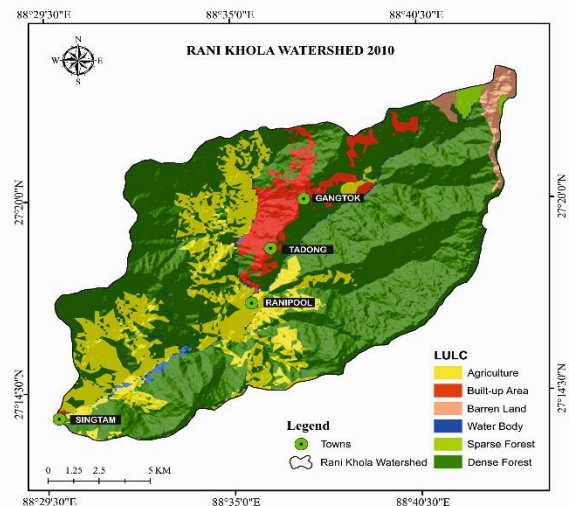 88°29'30"E 88°35'0"E 88°40'30"E
RANI KHOLA WATERSHED 2010
N
W E
S
27°20'0"N 27°20'0"N
GANGTOK
TADONG
RANIPOOL
27°14'30"N 27°14'30"N
SINGTAM
LULC
Agriculture
Built-up Area
Barren Land
Water Body
Sparse Forest
Dense Forest
Legend
Towns
Rani Khola Watershed
0 1.25 2.5 5 KM
88°29'30"E 88°35'0"E 88°40'30"E